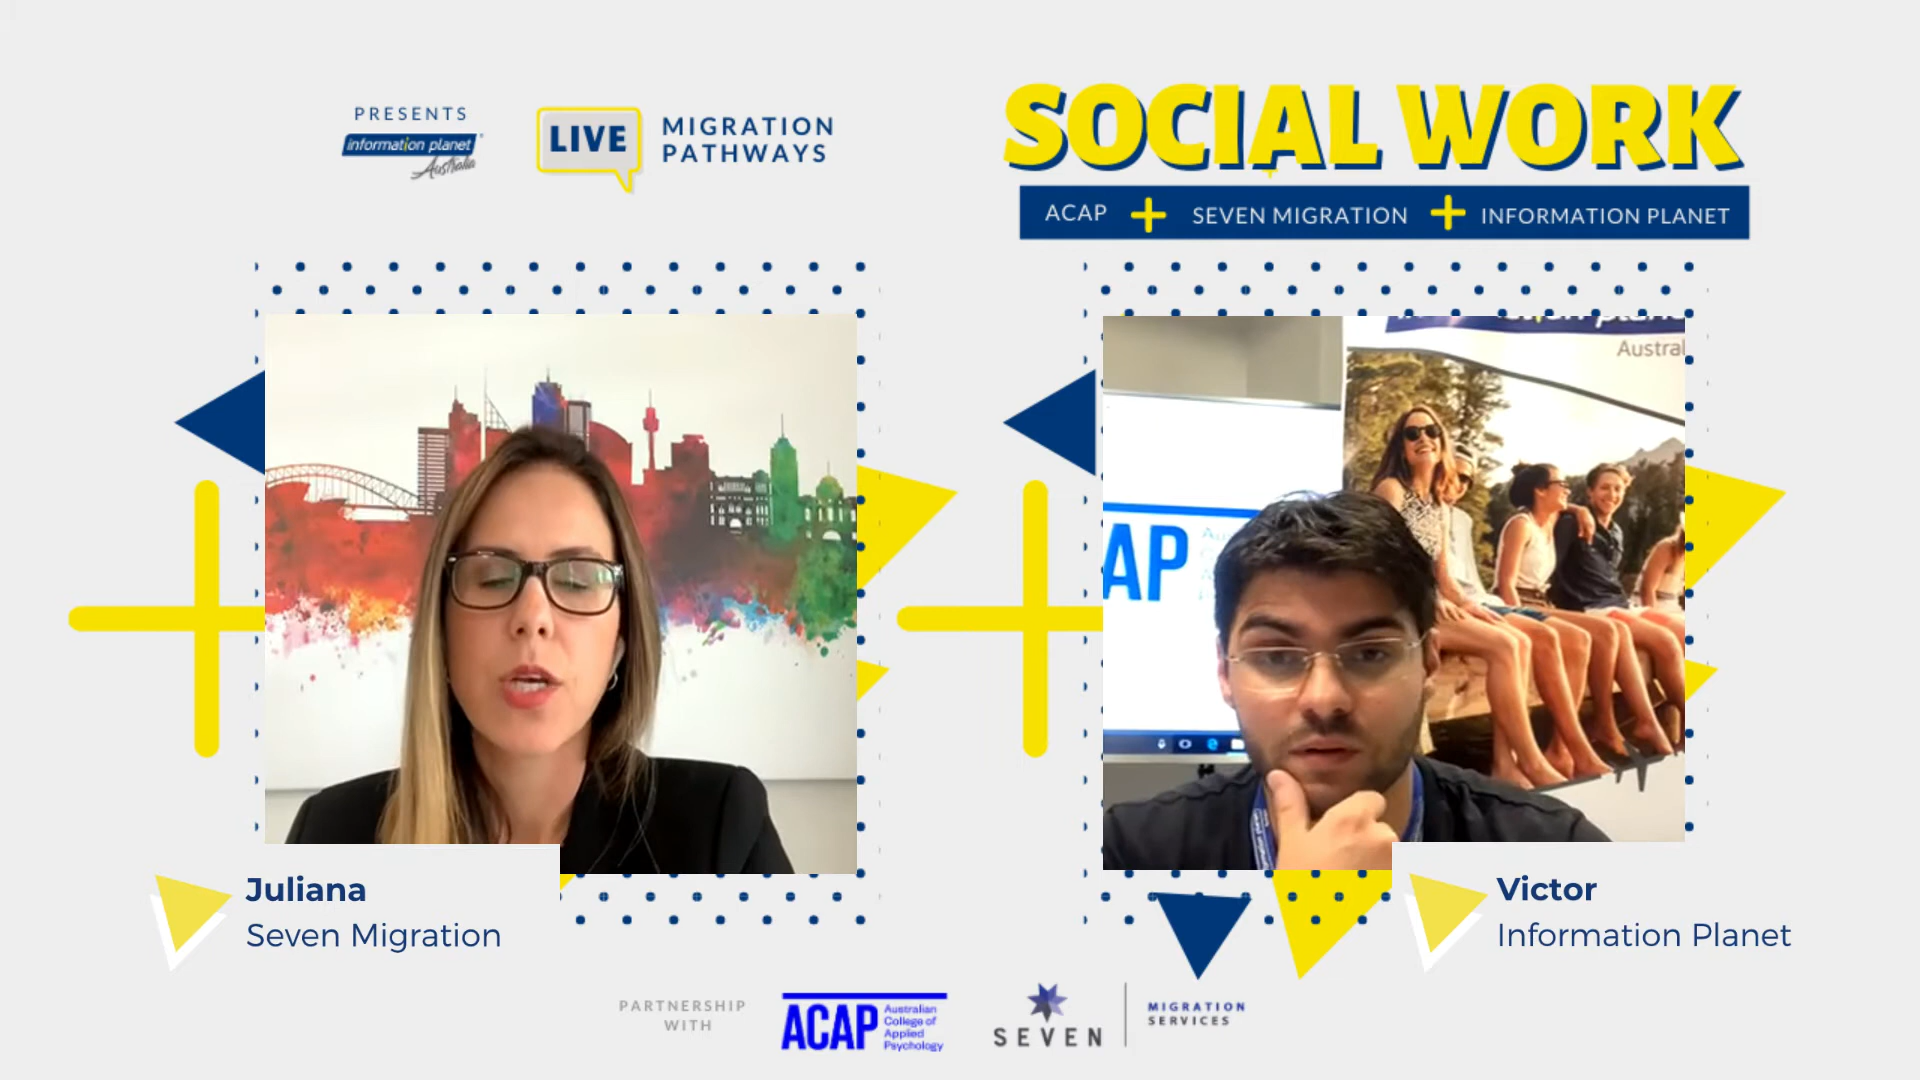 PRESENTS
information planet
Australia
LIVE
MIGRATION
PATHWAYS
SOCIAL WORK
ACAP + SEVEN MIGRATION + INFORMATION PLANET
Austral
AP
Juliana
Seven Migration
Victor
Information Planet
PARTNERSHIP
WITH
ACAP
Australian
College of
Applied
Psychology
SEVEN
MIGRATION
SERVICES